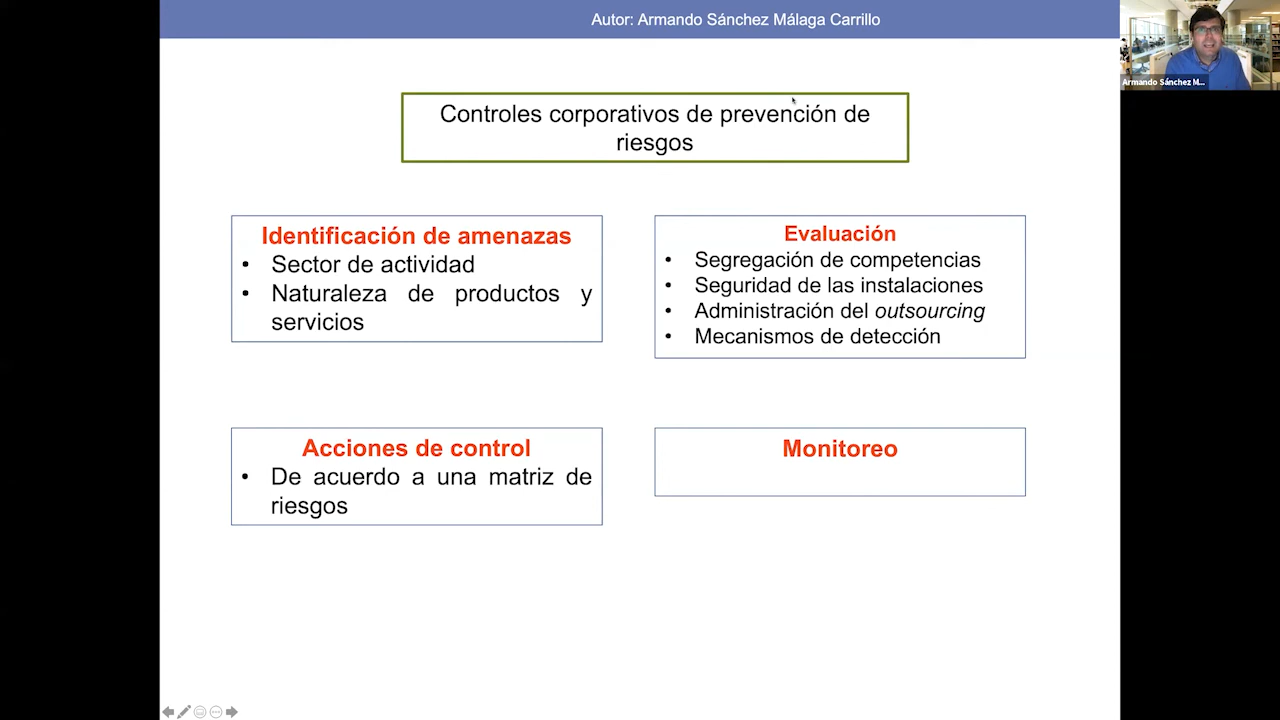 Autor: Armando Sánchez Málaga Carrillo
Armando Sánchez M...
Controles corporativos de prevención de
riesgos
Identificación de amenazas
• Sector de actividad
• Naturaleza de productos y
servicios
Evaluación
• Segregación de competencias
• Seguridad de las instalaciones
• Administración del outsourcing
• Mecanismos de detección
Acciones de control
• De acuerdo a una matriz de
riesgos
Monitoreo